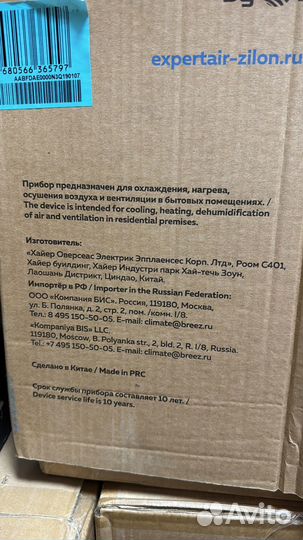 expertair-zilon.ru
680566 365797
AABFDAE0000N3Q190107
Прибор предназначен для охлаждения, нагрева,
осушения воздуха и вентиляции в бытовых помещениях. /
The device is intended for cooling, heating, dehumidification
of air and ventilation in residential premises.
Изготовитель:
«Хайер Оверсеас Электрик Эпплаенсес Корп. Лтд», Роом С401,
Хайер буилдинг, Хайер Индустри парк Хай-течь Зоун,
Лаошань Дистрикт, Циндао, Китай.
Импортёр в РФ / Importer in the Russian Federation:
ООО «Компания БИС». Россия, 119180, Москва,
ул. Б. Полянка, д. 2, стр. 2, пом. /комн. I/8.
Тел.: 8 495 150-50-05. E-mail: climate@breez.ru
«Kompaniya BIS» LLC.
119180, Moscow, B. Polyanka str., 2, bld. 2, R. I/8, Russia.
Tel.: +7 495 150-50-05. E-mail: climate@breez.ru
Сделано в Китае / Made in PRC
Срок службы прибора составляет 10 лет. /
Device service life is 10 years.
Avito